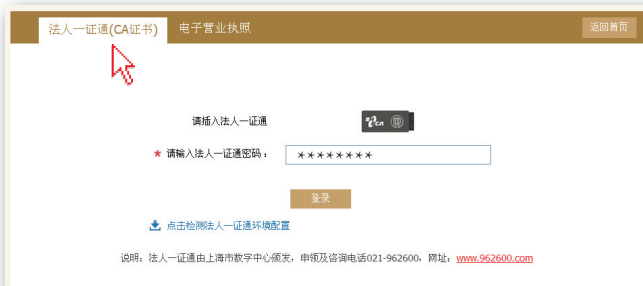 法人一证通(CA证书) 电子营业执照 返回首页
请插入法人一证通
* 请输入法人一证通密码： ********
登录
点击检测法人一证通环境配置
说明：法人一证通由上海市数字中心颁发，申领及咨询电话021-962600，网址：www.962600.com